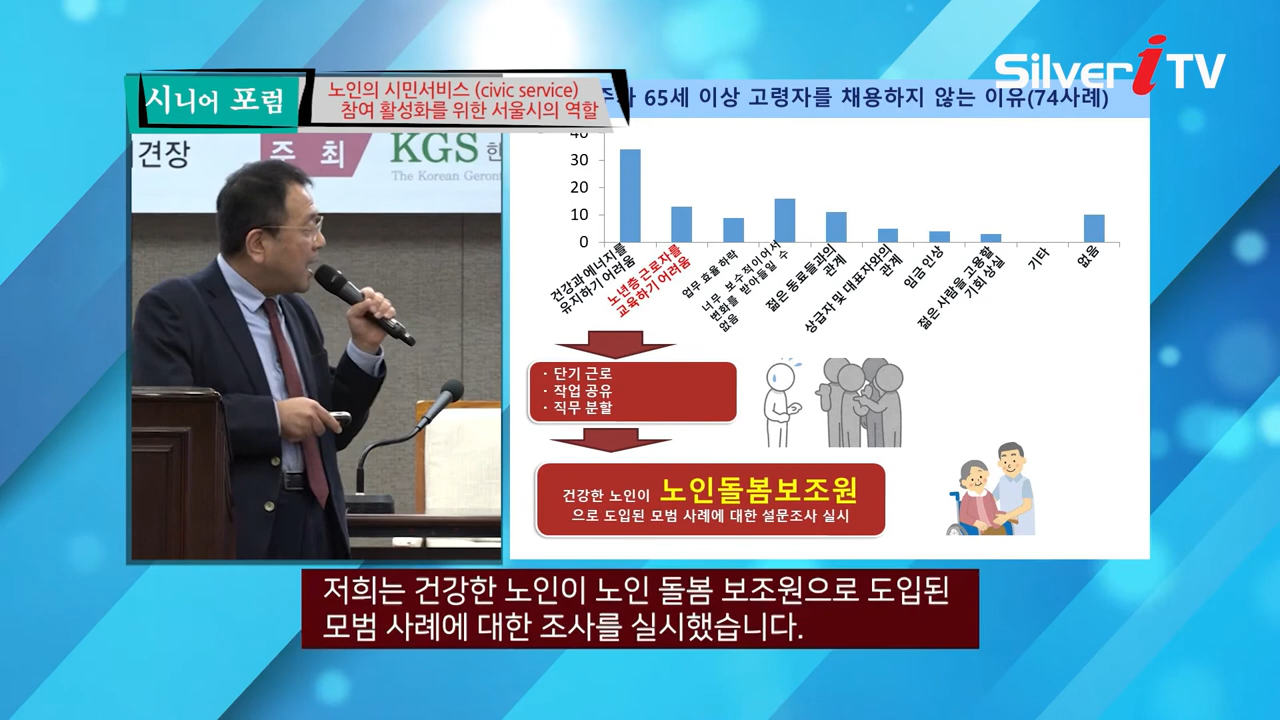 Silver i TV
시니어 포럼
노인의 시민서비스 (civic service)
참여 활성화를 위한 서울시의 역할
65세 이상 고령자를 채용하지 않는 이유(74사례)
견장
주 최
KGS 한
The Korean Geront
40
30
20
10
0
건강과 에너지를
유지하기 어려움
노년층 근로자를
교육하기 어려움
업무 효율 하락
너무 보수적이어서
변화를 받아들일 수
없음
젊은 동료들과의
관계
상급자 및 대표자와의
관계
임금 인상
젊은 사람을 고용할
기회 상실
기타
없음
· 단기 근로
· 작업 공유
· 직무 분할
건강한 노인이 노인돌봄보조원
으로 도입된 모범 사례에 대한 설문조사 실시
저희는 건강한 노인이 노인 돌봄 보조원으로 도입된
모범 사례에 대한 조사를 실시했습니다.